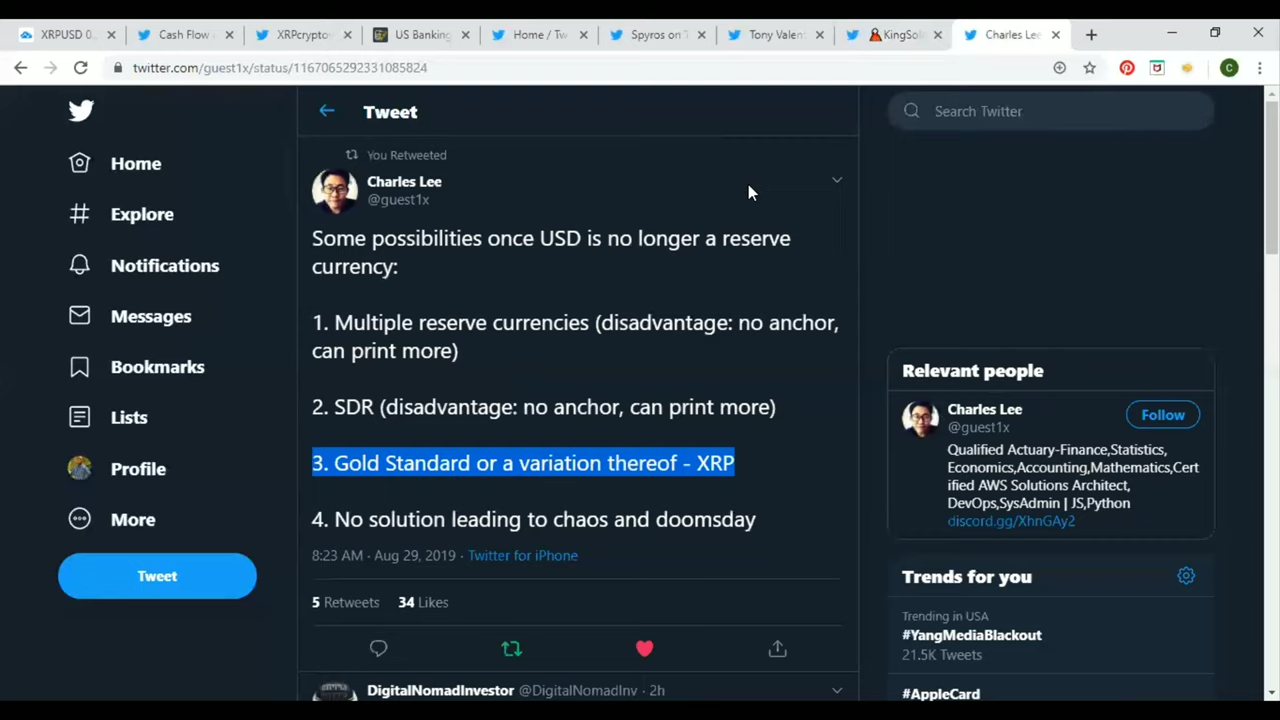 XRPUSD 0.
Cash Flow
XRPcrypto
US Banking
Home / Tw
Spyros on T
Tony Valen
KingSol
Charles Lee
twitter.com/guest1x/status/1167065292331085824
C
Home
Explore
Notifications
Messages
Bookmarks
Lists
Profile
More
Tweet
Tweet
You Retweeted
Charles Lee
@guest1x
Some possibilities once USD is no longer a reserve
currency:
1. Multiple reserve currencies (disadvantage: no anchor,
can print more)
2. SDR (disadvantage: no anchor, can print more)
3. Gold Standard or a variation thereof - XRP
4. No solution leading to chaos and doomsday
8:23 AM · Aug 29, 2019 · Twitter for iPhone
5 Retweets 34 Likes
DigitalNomadInvestor @DigitalNomadInv · 2h
Search Twitter
Relevant people
Charles Lee
@guest1x
Follow
Qualified Actuary-Finance,Statistics,
Economics,Accounting,Mathematics,Cert
ified AWS Solutions Architect,
DevOps,SysAdmin | JS,Python
discord.gg/XhnGAy2
Trends for you
Trending in USA
#YangMediaBlackout
21.5K Tweets
#AppleCard